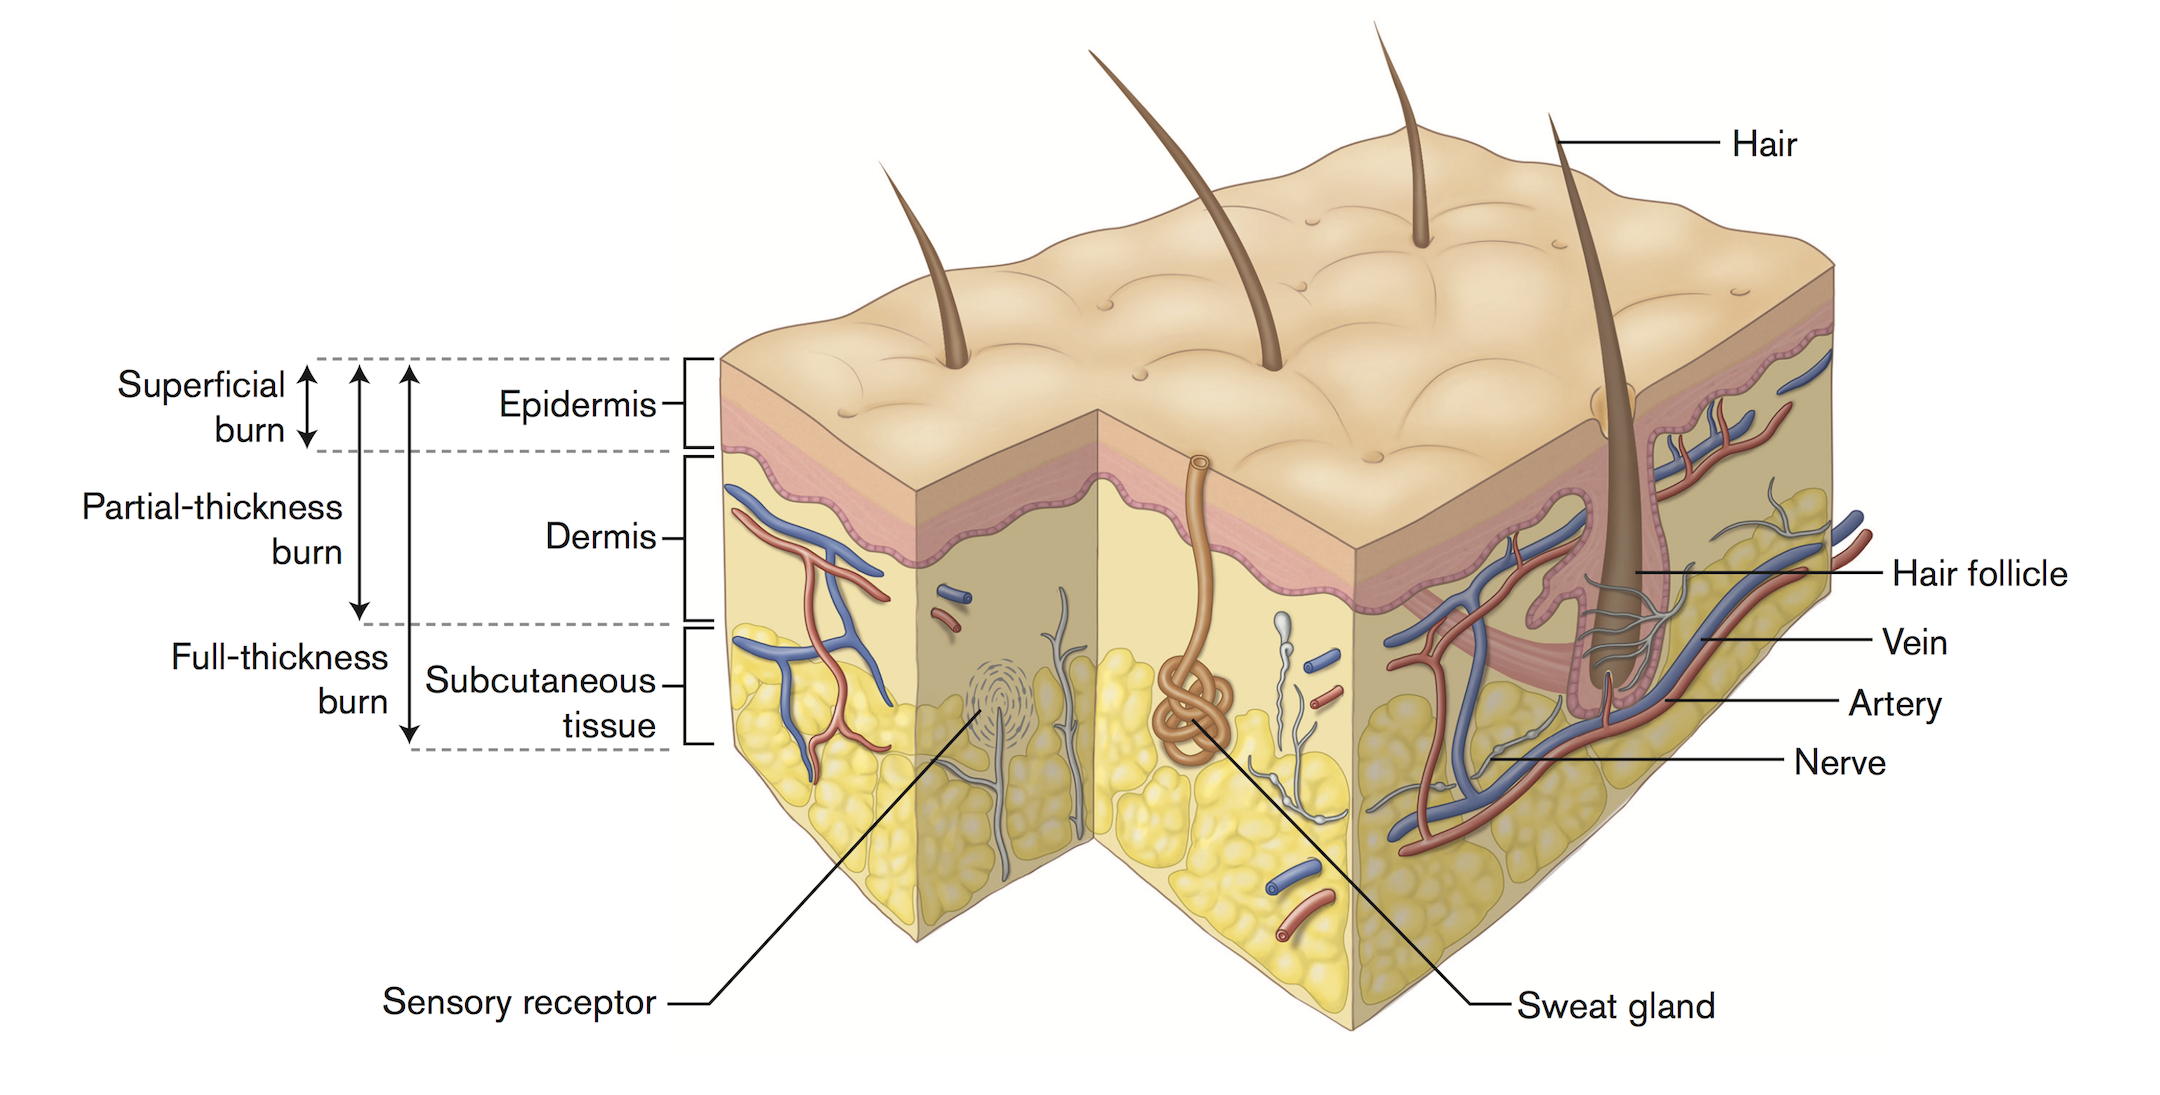 Hair
Superficial
burn
Epidermis
Partial-thickness
burn
Dermis
Hair follicle
Vein
Full-thickness
burn
Subcutaneous
tissue
Artery
Nerve
Sensory receptor
Sweat gland